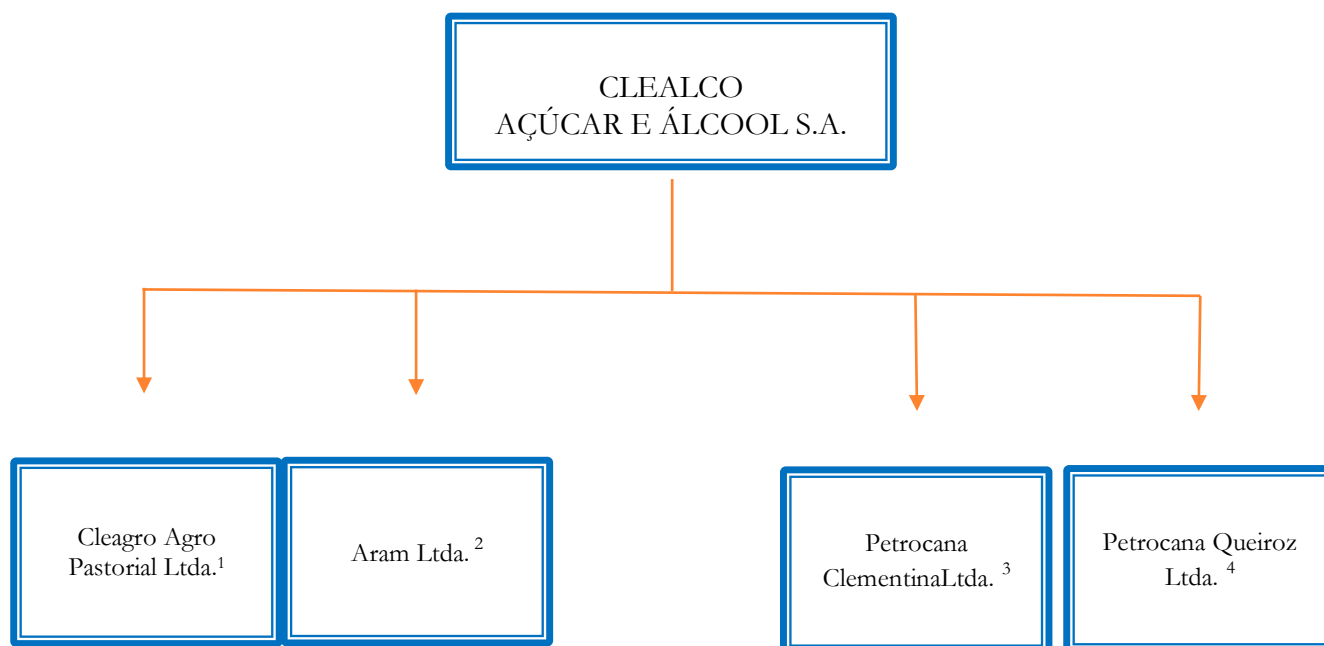 CLEALCO
AÇÚCAR E ÁLCOOL S.A.
Cleagro Agro
Pastorial Ltda.¹
Aram Ltda. ²
Petrocana
ClementinaLtda. ³
Petrocana Queiroz
Ltda. ⁴